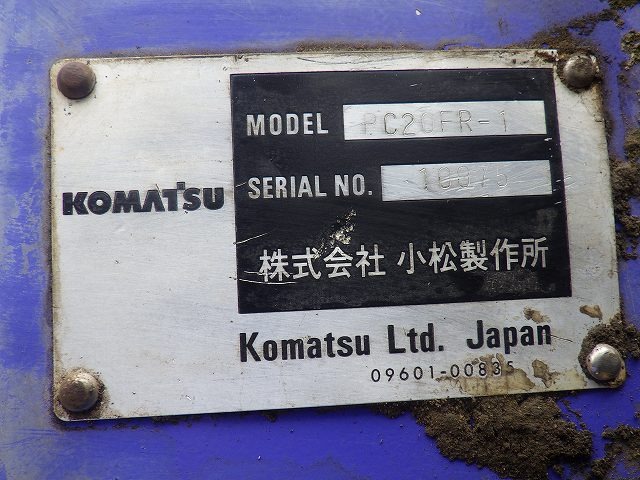 KOMATSU
MODEL PC20FR-1
SERIAL NO. 10075
株式会社 小松製作所
Komatsu Ltd. Japan
09601-00835